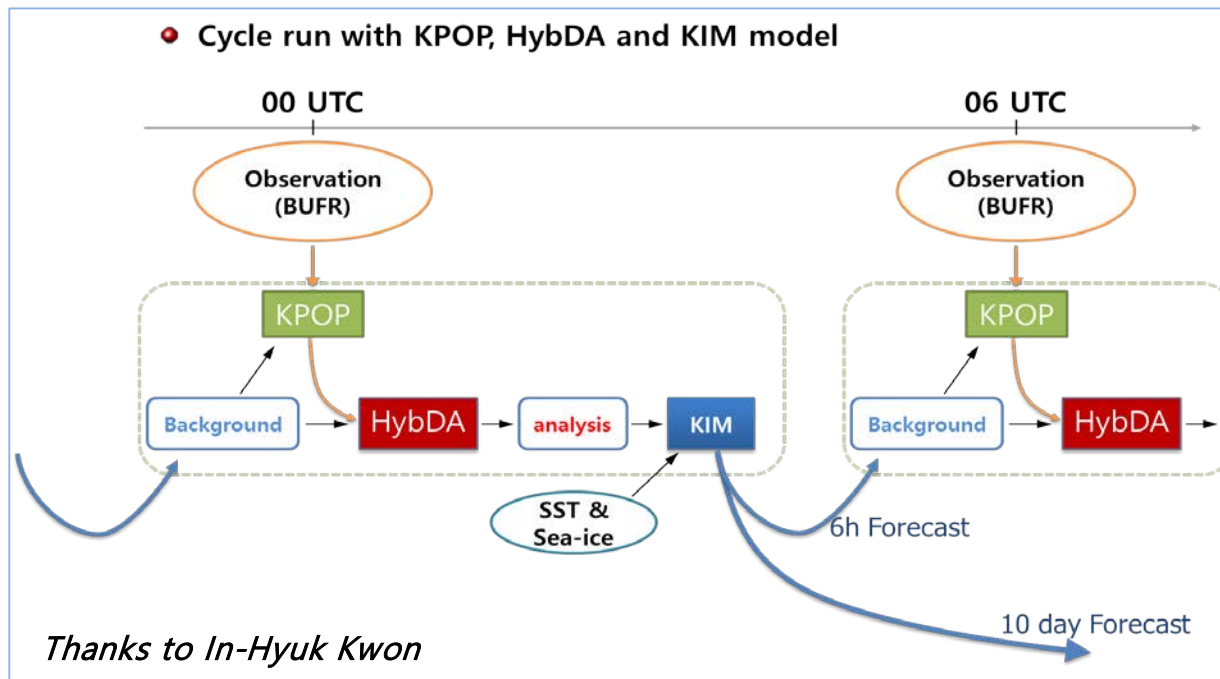 Cycle run with KPOP, HybDA and KIM model
00 UTC
06 UTC
Observation
(BUFR)
Observation
(BUFR)
KPOP
KPOP
Background
HybDA
analysis
KIM
Background
HybDA
SST &
Sea-ice
6h Forecast
10 day Forecast
Thanks to In-Hyuk Kwon